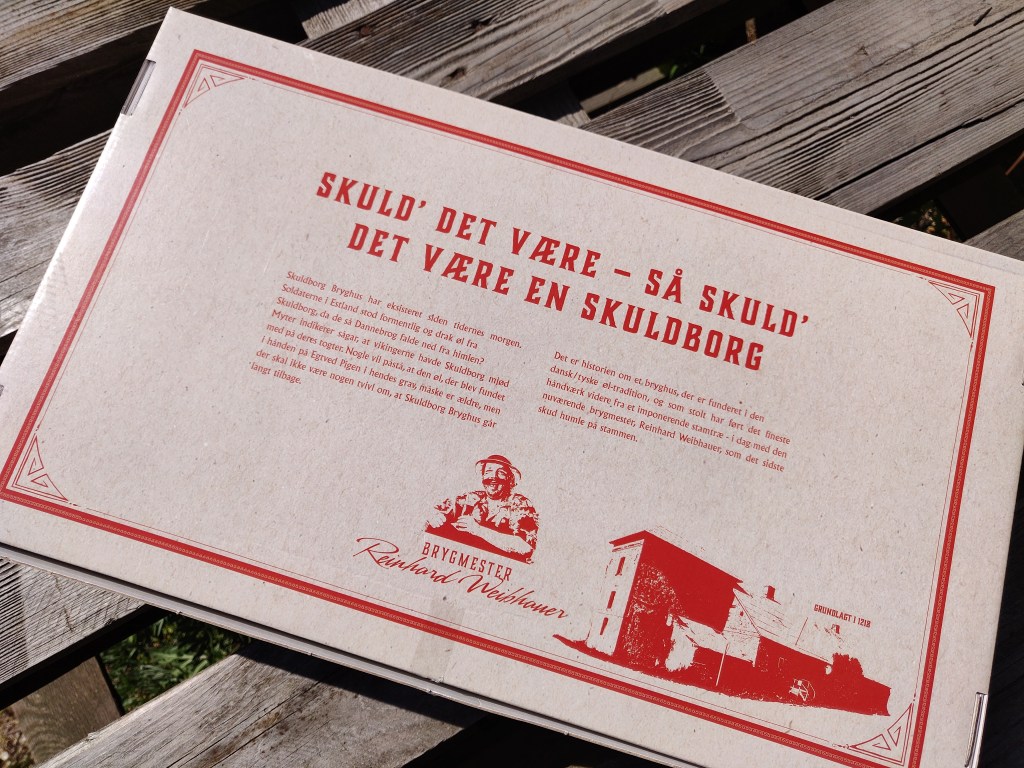 SKULD' DET VÆRE – SÅ SKULD'
DET VÆRE EN SKULDBORG
Skuldborg Bryghus har eksisteret siden tidernes morgen.
Soldaterne i Estland stod formentlig og drak øl fra
Skuldborg, da de så Dannebrog falde ned fra himlen?
Myter indikerer sågar, at vikingerne havde Skuldborg mjød
med på deres togter. Nogle vil påstå, at den øl, der blev fundet
i hånden på Egtved Pigen i hendes grav, måske er ældre, men
der skal ikke være nogen tvivl om, at Skuldborg Bryghus går
langt tilbage.
Det er historien om et bryghus, der er funderet i den
dansk/tyske øl-tradition, og som stolt har ført det fineste
håndværk videre fra et imponerende stamtræ - i dag med den
nuværende brygmester, Reinhard Weibhauer, som det sidste
skud humle på stammen.
BRYGMESTER
Reinhard Weibhauer
GRUNDLAGT I 1218